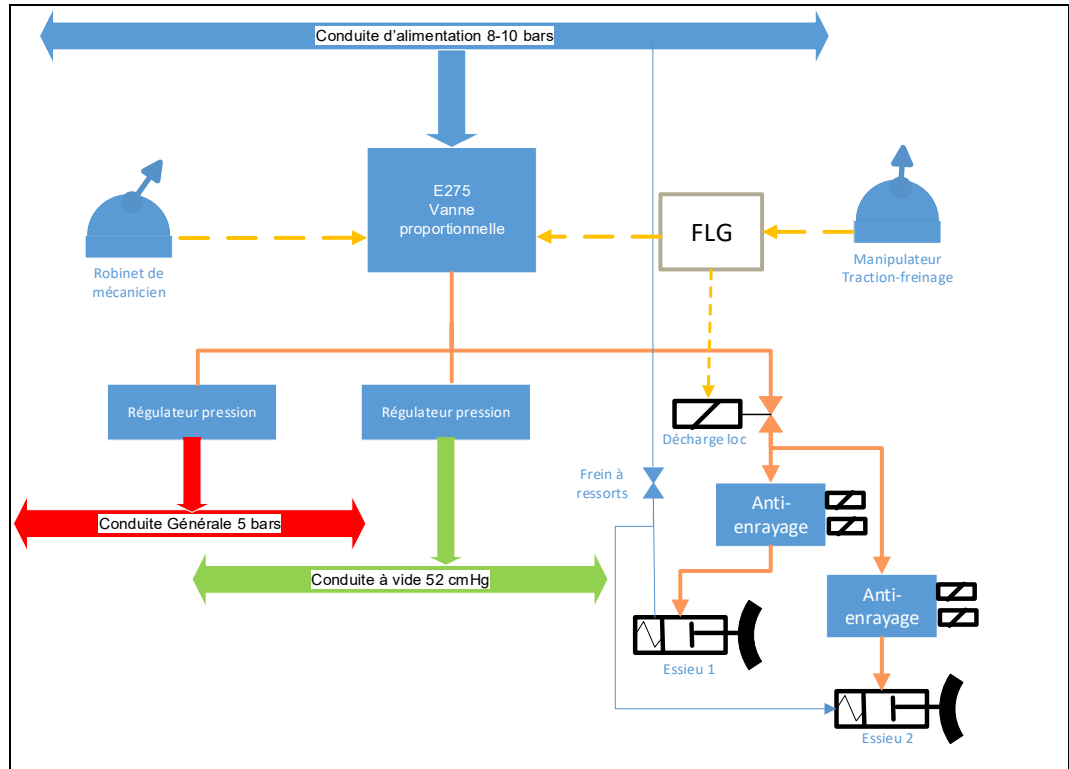 Conduite d’alimentation 8-10 bars
E275
Vanne
proportionnelle
FLG
Robinet de
mécanicien
Manipulateur
Traction-freinage
Régulateur pression
Régulateur pression
Décharge loc
Frein à
ressorts
Anti-
enrayage
Conduite Générale 5 bars
Conduite à vide 52 cmHg
Anti-
enrayage
Essieu 1
Essieu 2